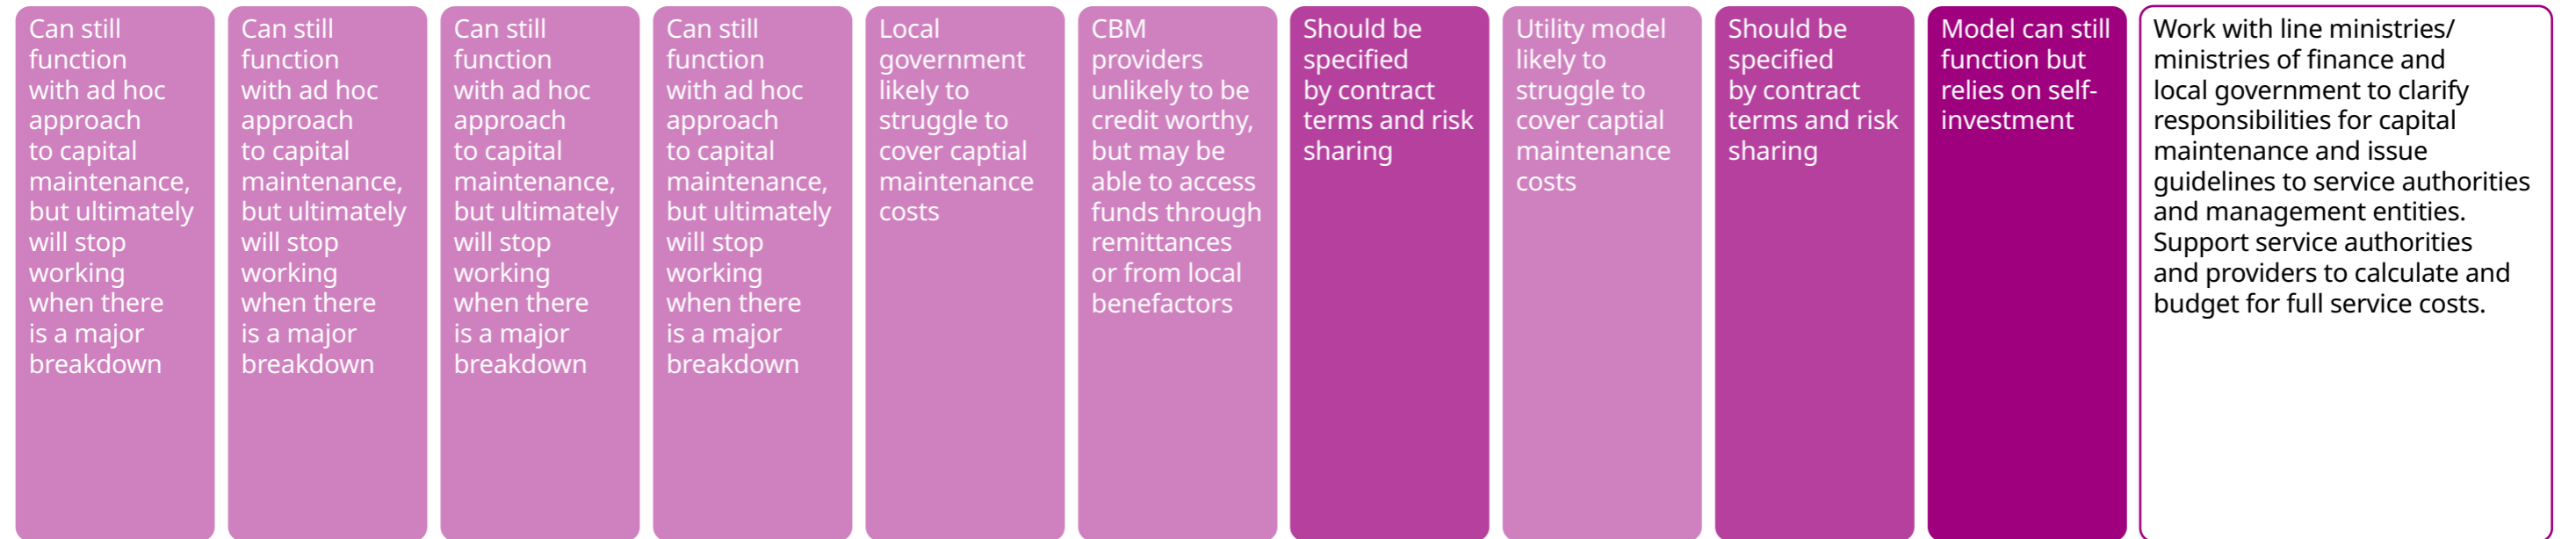 Can still
function
with ad hoc
approach
to capital
maintenance,
but ultimately
will stop
working
when there
is a major
breakdown
Can still
function
with ad hoc
approach
to capital
maintenance,
but ultimately
will stop
working
when there
is a major
breakdown
Can still
function
with ad hoc
approach
to capital
maintenance,
but ultimately
will stop
working
when there
is a major
breakdown
Can still
function
with ad hoc
approach
to capital
maintenance,
but ultimately
will stop
working
when there
is a major
breakdown
Local
government
likely to
struggle to
cover captial
maintenance
costs
CBM
providers
unlikely to be
credit worthy,
but may be
able to access
funds through
remittances
or from local
benefactors
Should be
specified
by contract
terms and risk
sharing
Utility model
likely to
struggle to
cover captial
maintenance
costs
Should be
specified
by contract
terms and risk
sharing
Model can still
function but
relies on self-
investment
Work with line ministries/
ministries of finance and
local government to clarify
responsibilities for capital
maintenance and issue
guidelines to service authorities
and management entities.
Support service authorities
and providers to calculate and
budget for full service costs.